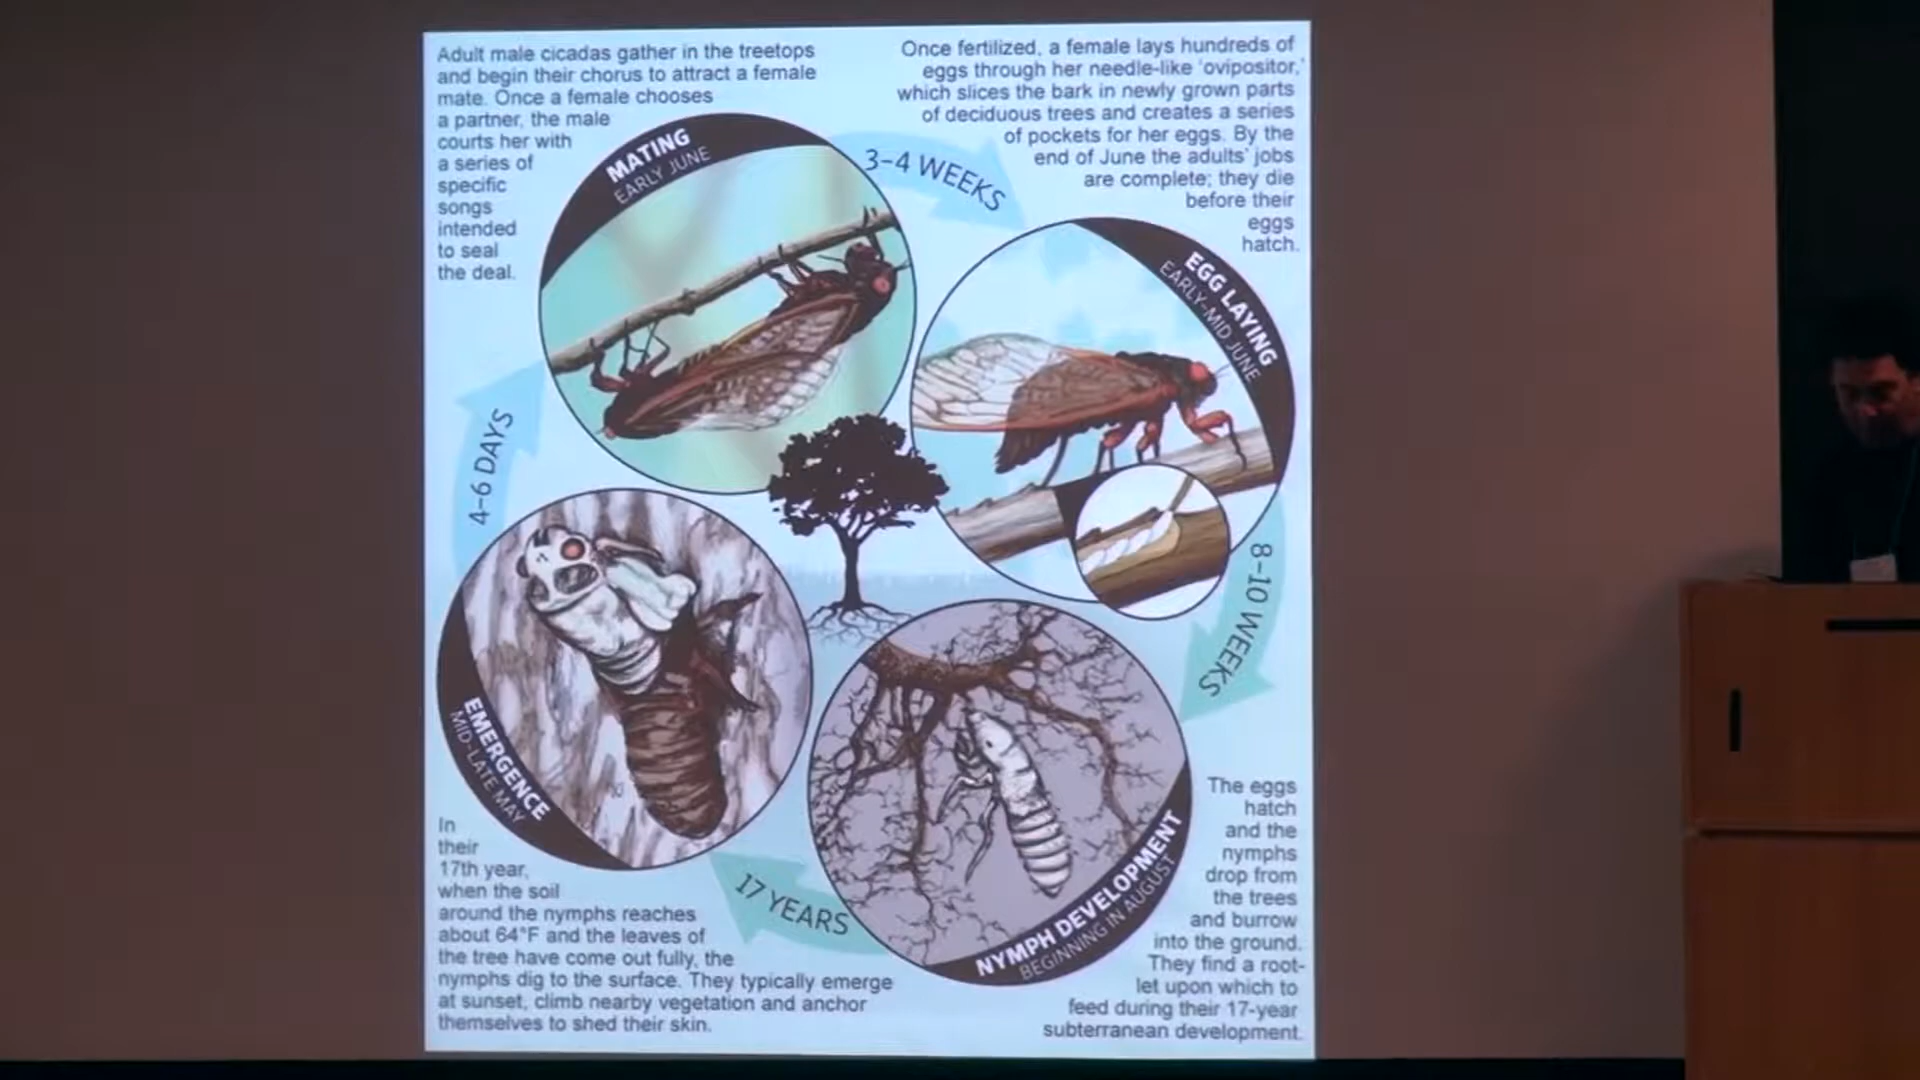 Adult male cicadas gather in the treetops
and begin their chorus to attract a female
mate. Once a female chooses
a partner, the male
courts her with
a series of
specific
songs
intended
to seal
the deal.
Once fertilized, a female lays hundreds of
eggs through her needle-like 'ovipositor,'
which slices the bark in newly grown parts
of deciduous trees and creates a series
of pockets for her eggs. By the
end of June the adults' jobs
are complete; they die
before their
eggs
hatch.
MATING
EARLY JUNE
3-4 WEEKS
EGG LAYING
EARLY-MID JUNE
8-10 WEEKS
NYMPH DEVELOPMENT
BEGINNING IN AUGUST
The eggs
hatch
and the
nymphs
drop from
the trees
and burrow
into the ground.
They find a root-
let upon which to
feed during their 17-year
subterranean development.
17 YEARS
EMERGENCE
MID-LATE MAY
In
their
17th year,
when the soil
around the nymphs reaches
about 64°F and the leaves of
the tree have come out fully, the
nymphs dig to the surface. They typically emerge
at sunset, climb nearby vegetation and anchor
themselves to shed their skin.
4-6 DAYS